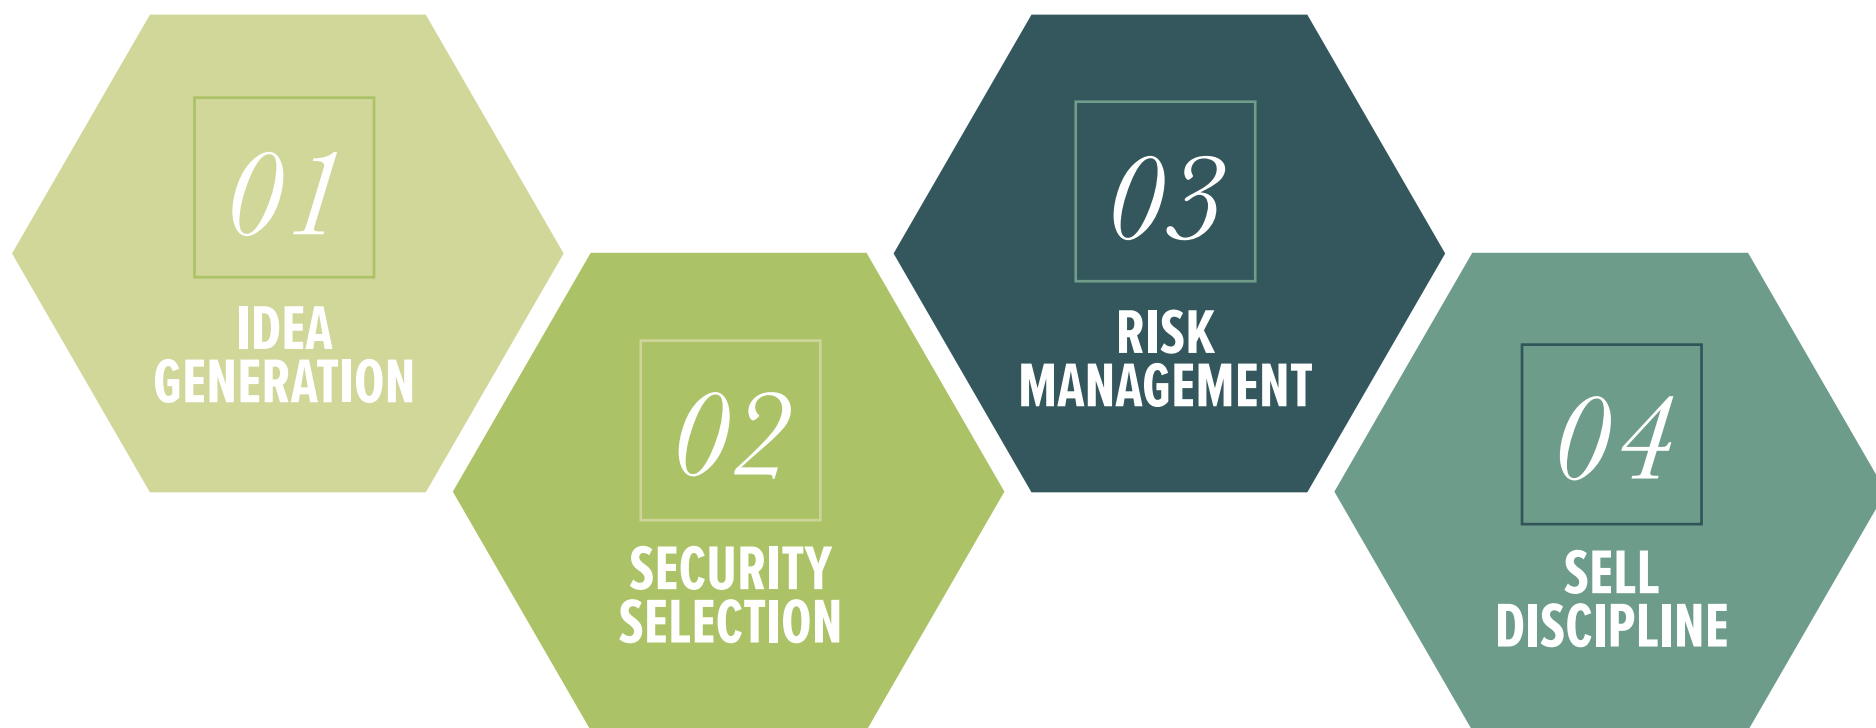 01
IDEA
GENERATION
02
SECURITY
SELECTION
03
RISK
MANAGEMENT
04
SELL
DISCIPLINE